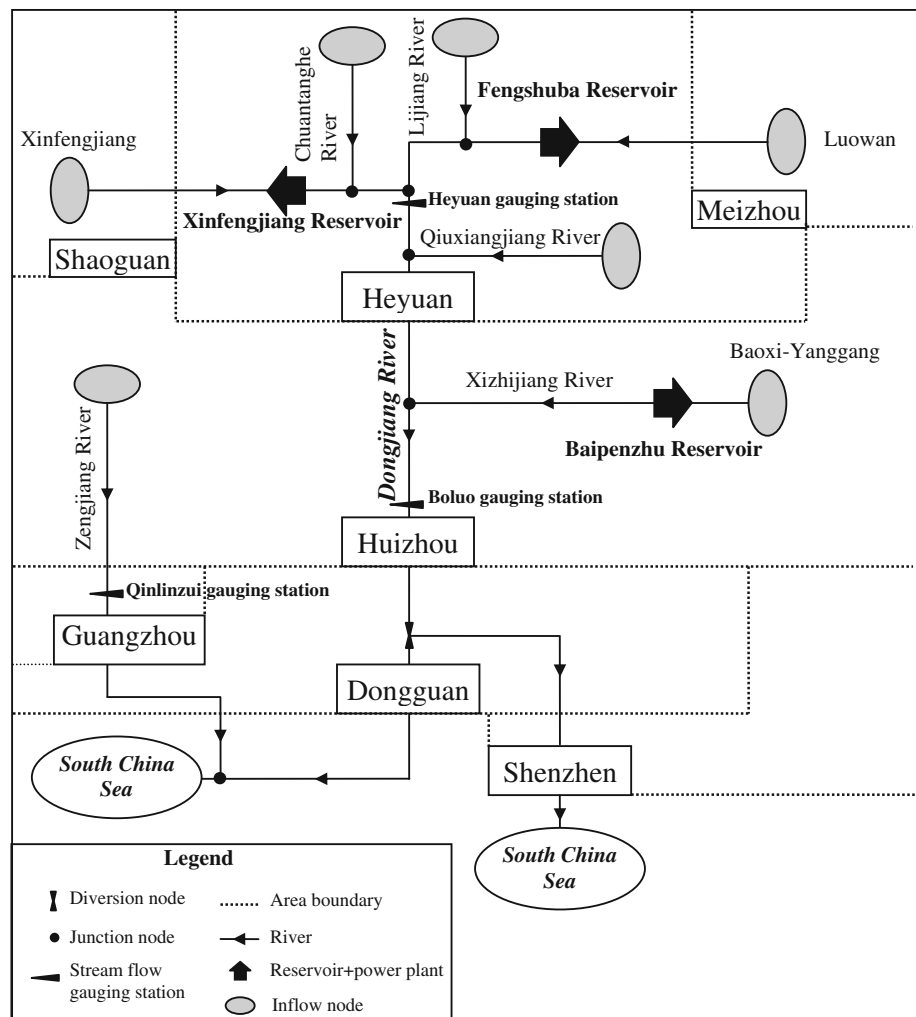 Chuantanghe
River
Lijiang River
Fengshuba Reservoir
Xinfengjiang
Luowan
Xinfengjiang Reservoir
Heyuan gauging station
Meizhou
Qiuxiangjiang River
Shaoguan
Heyuan
Dongjiang River
Baoxi-Yanggang
Xizhijiang River
Baipenzhu Reservoir
Zengjiang River
Boluo gauging station
Huizhou
Qinlinzui gauging station
Guangzhou
Dongguan
South China
Sea
Shenzhen
South China
Sea
Legend
Diversion node
Area boundary
Junction node
River
Stream flow
gauging station
Reservoir+power plant
Inflow node